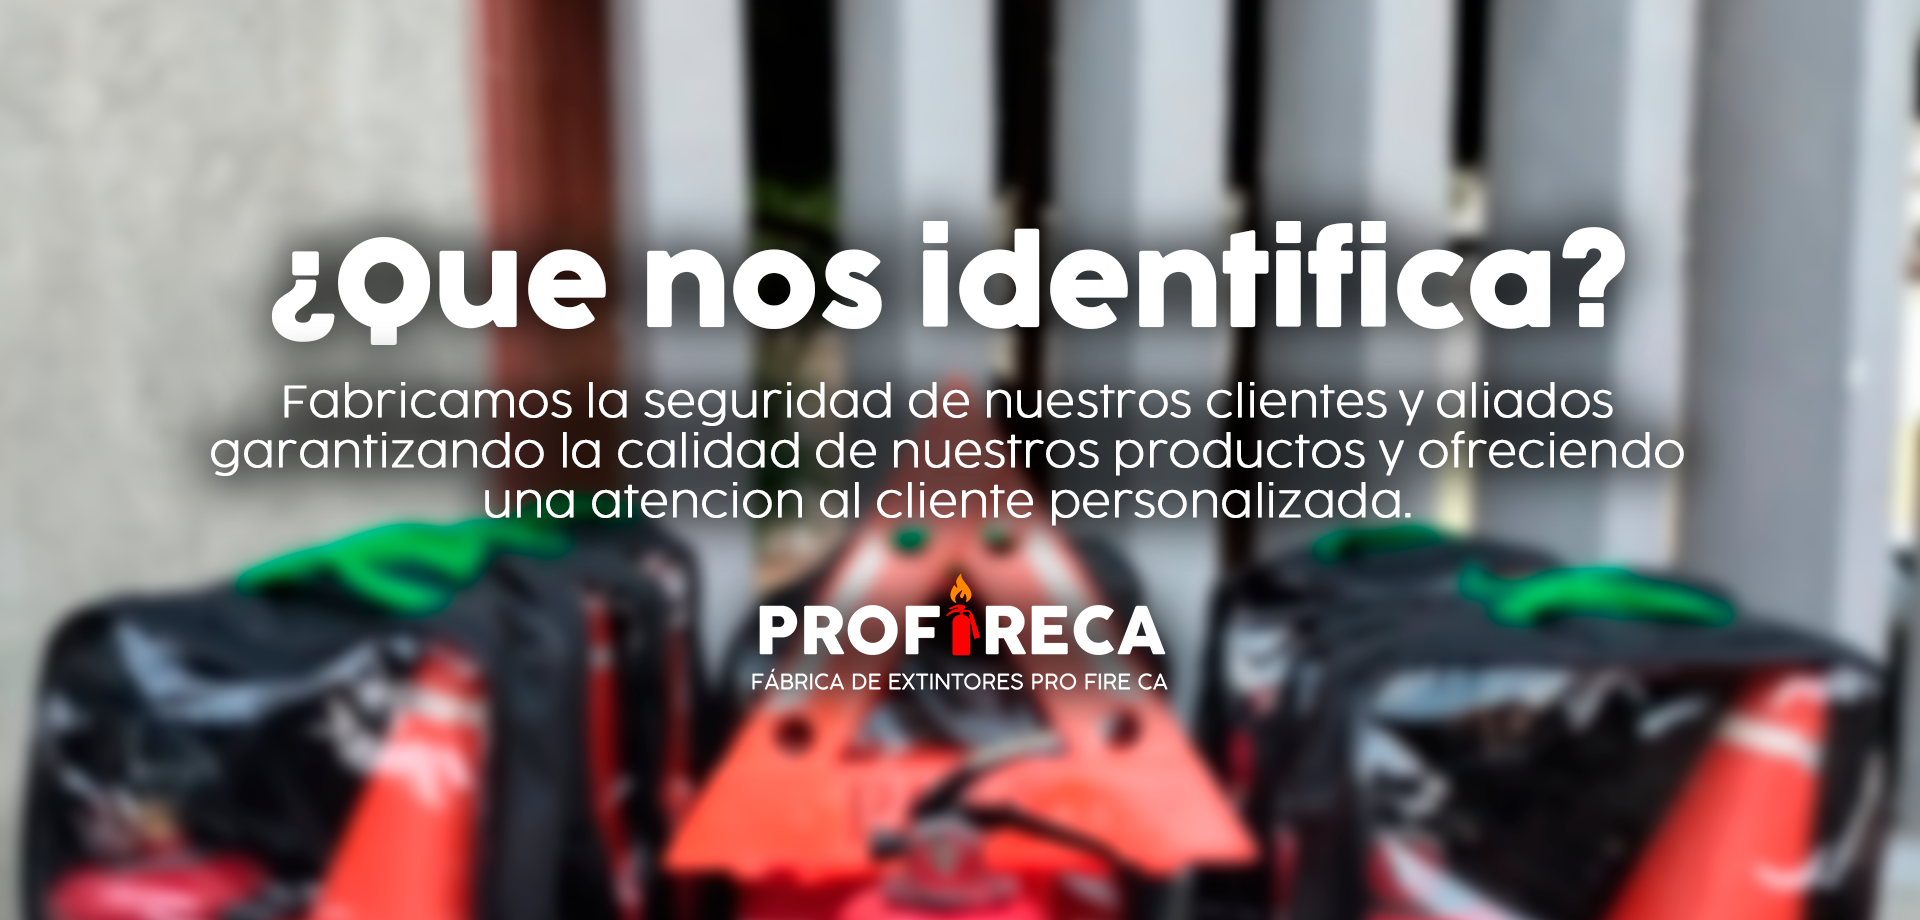 ¿Que nos identifica?
Fabricamos la seguridad de nuestros clientes y aliados
garantizando la calidad de nuestros productos y ofreciendo
una atencion al cliente personalizada.
PROFIRECA
FÁBRICA DE EXTINTORES PRO FIRE CA